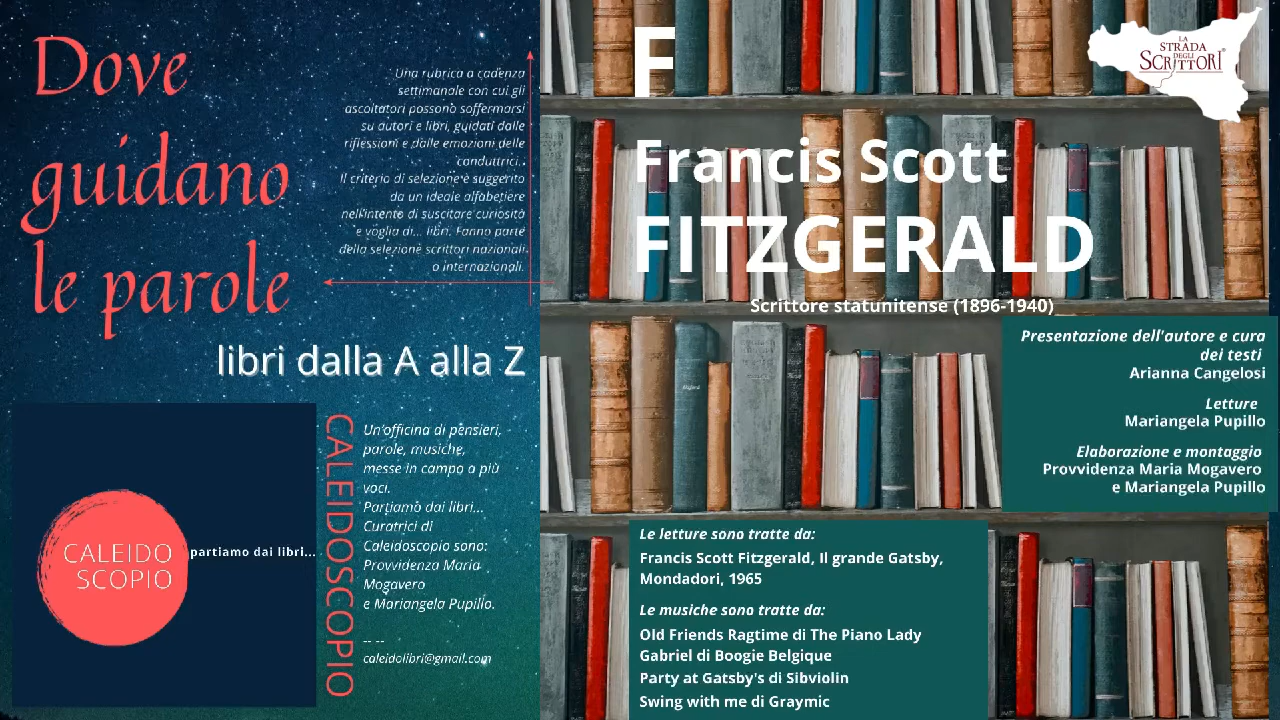 Dove
guidano
le parole
libri dalla A alla Z
Una rubrica a cadenza
settimanale con cui gli
ascoltatori possono soffermarsi
su autori e libri, guidati dalle
riflessioni e dalle emozioni delle
conduttrici .
Il criterio di selezione è suggerito
da un ideale alfabetiere
nell'intento di suscitare curiosità
e voglia di... libri. Fanno parte
della selezione scrittori nazionali
o internazionali.
CALEIDO
SCOPIO
partiamo dai libri...
CALEIDOSCOPIO
Un'officina di pensieri,
parole, musiche,
messe in campo a più
voci.
Partiamo dai libri...
Curatrici di
Caleidoscopio sono:
Provvidenza Maria
Mogavero
e Mariangela Pupillo.
-- --
caleidolibri@gmail.com
F
Francis Scott
FITZGERALD
Scrittore statunitense (1896-1940)
LA
STRADA
DEGLI
SCRITTORI®
Presentazione dell'autore e cura
dei testi
Arianna Cangelosi
Letture
Mariangela Pupillo
Elaborazione e montaggio
Provvidenza Maria Mogavero
e Mariangela Pupillo
Le letture sono tratte da:
Francis Scott Fitzgerald, Il grande Gatsby,
Mondadori, 1965
Le musiche sono tratte da:
Old Friends Ragtime di The Piano Lady
Gabriel di Boogie Belgique
Party at Gatsby's di Sibviolin
Swing with me di Graymic